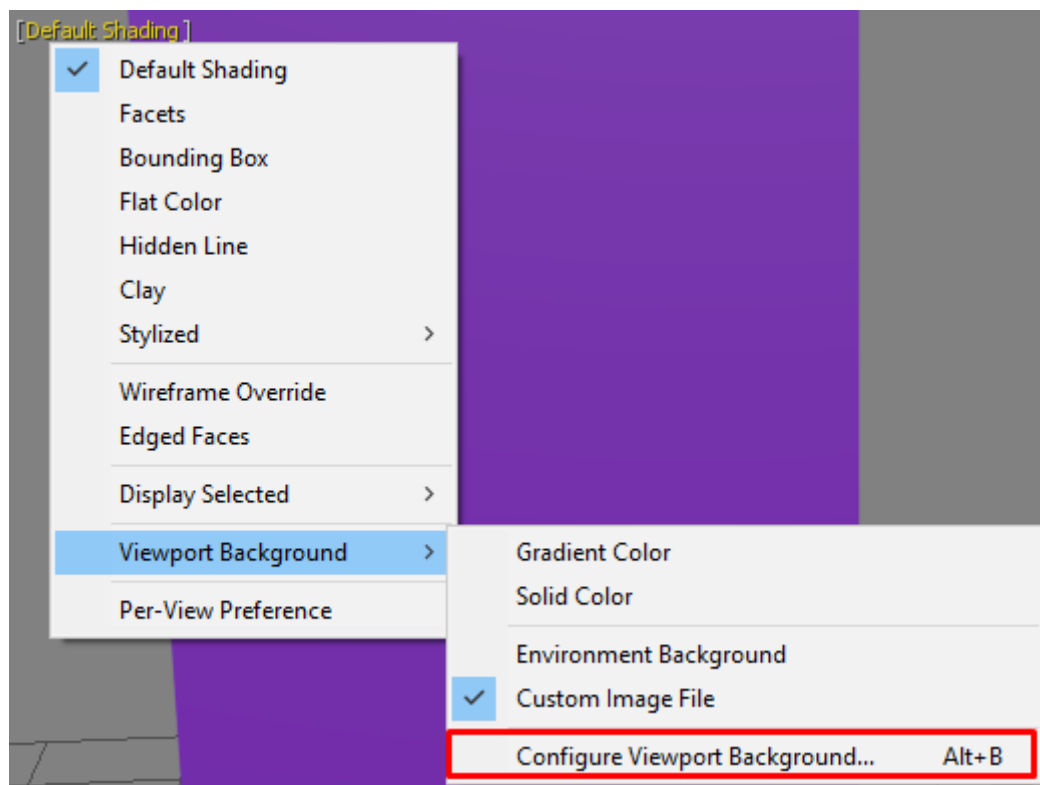 [Default Shading ]
Default Shading
Facets
Bounding Box
Flat Color
Hidden Line
Clay
Stylized
Wireframe Override
Edged Faces
Display Selected
Viewport Background
Per-View Preference
Gradient Color
Solid Color
Environment Background
Custom Image File
Configure Viewport Background... Alt+B